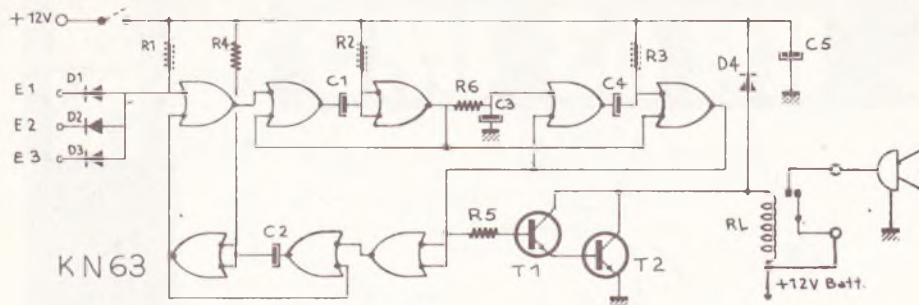 +12V
R1
R4
R2
R3
D4
C5
E1
D1
C1
R6
C3
C4
E2
D2
E3
D3
C2
R5
T1
T2
RL
KN63
+12V Batt.